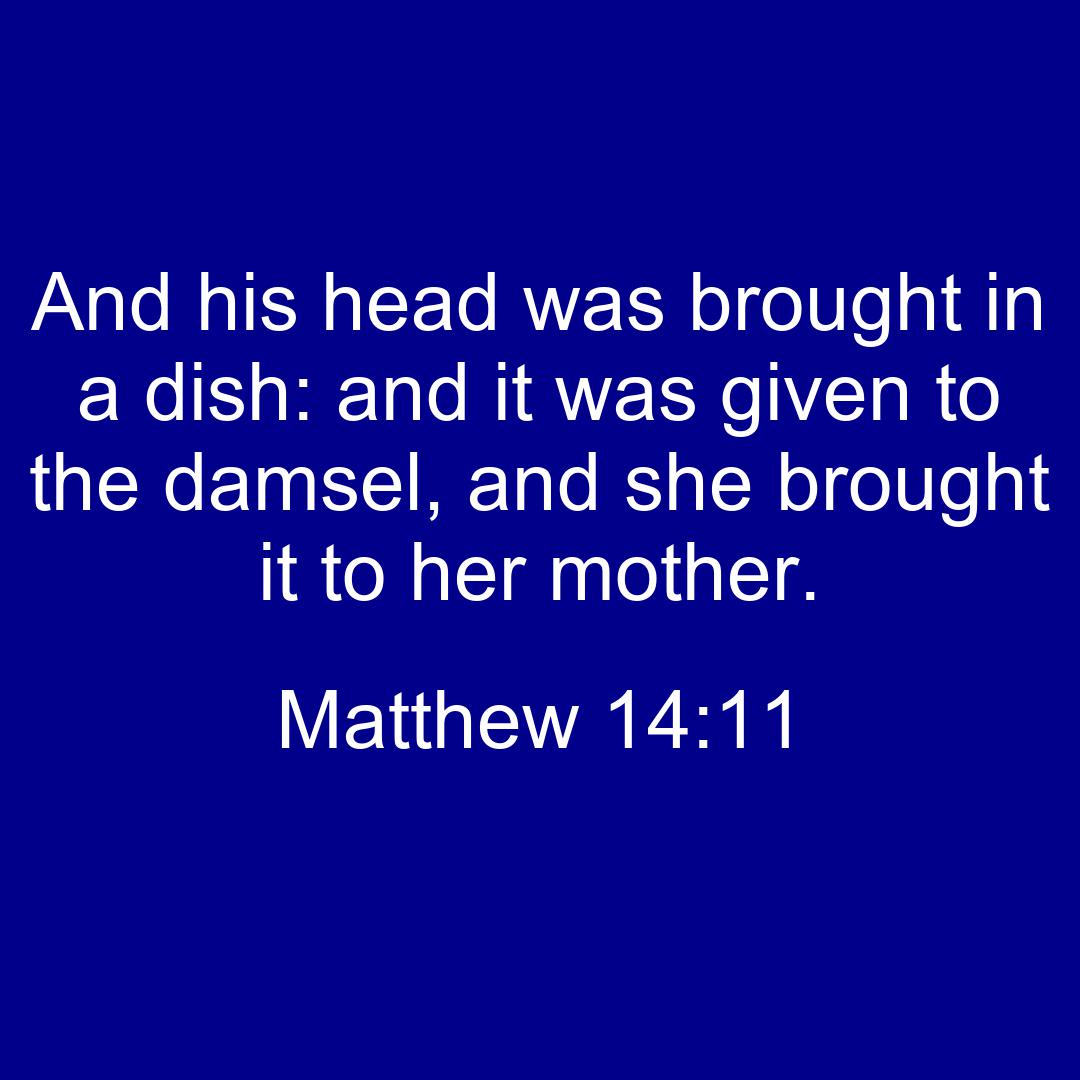 And his head was brought in
a dish: and it was given to
the damsel, and she brought
it to her mother.
Matthew 14:11